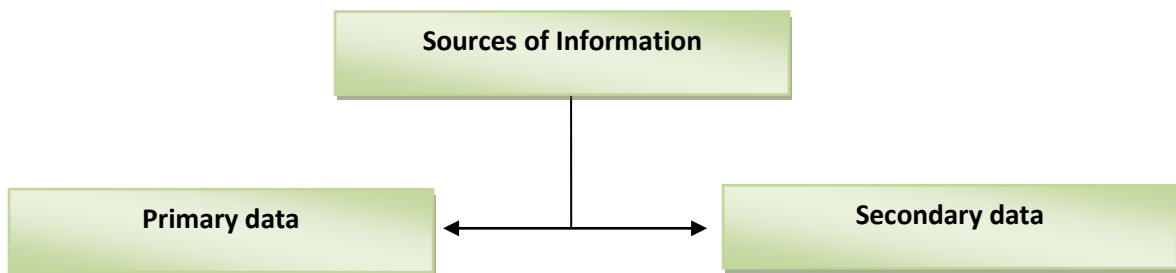 Sources of Information
Primary data
Secondary data